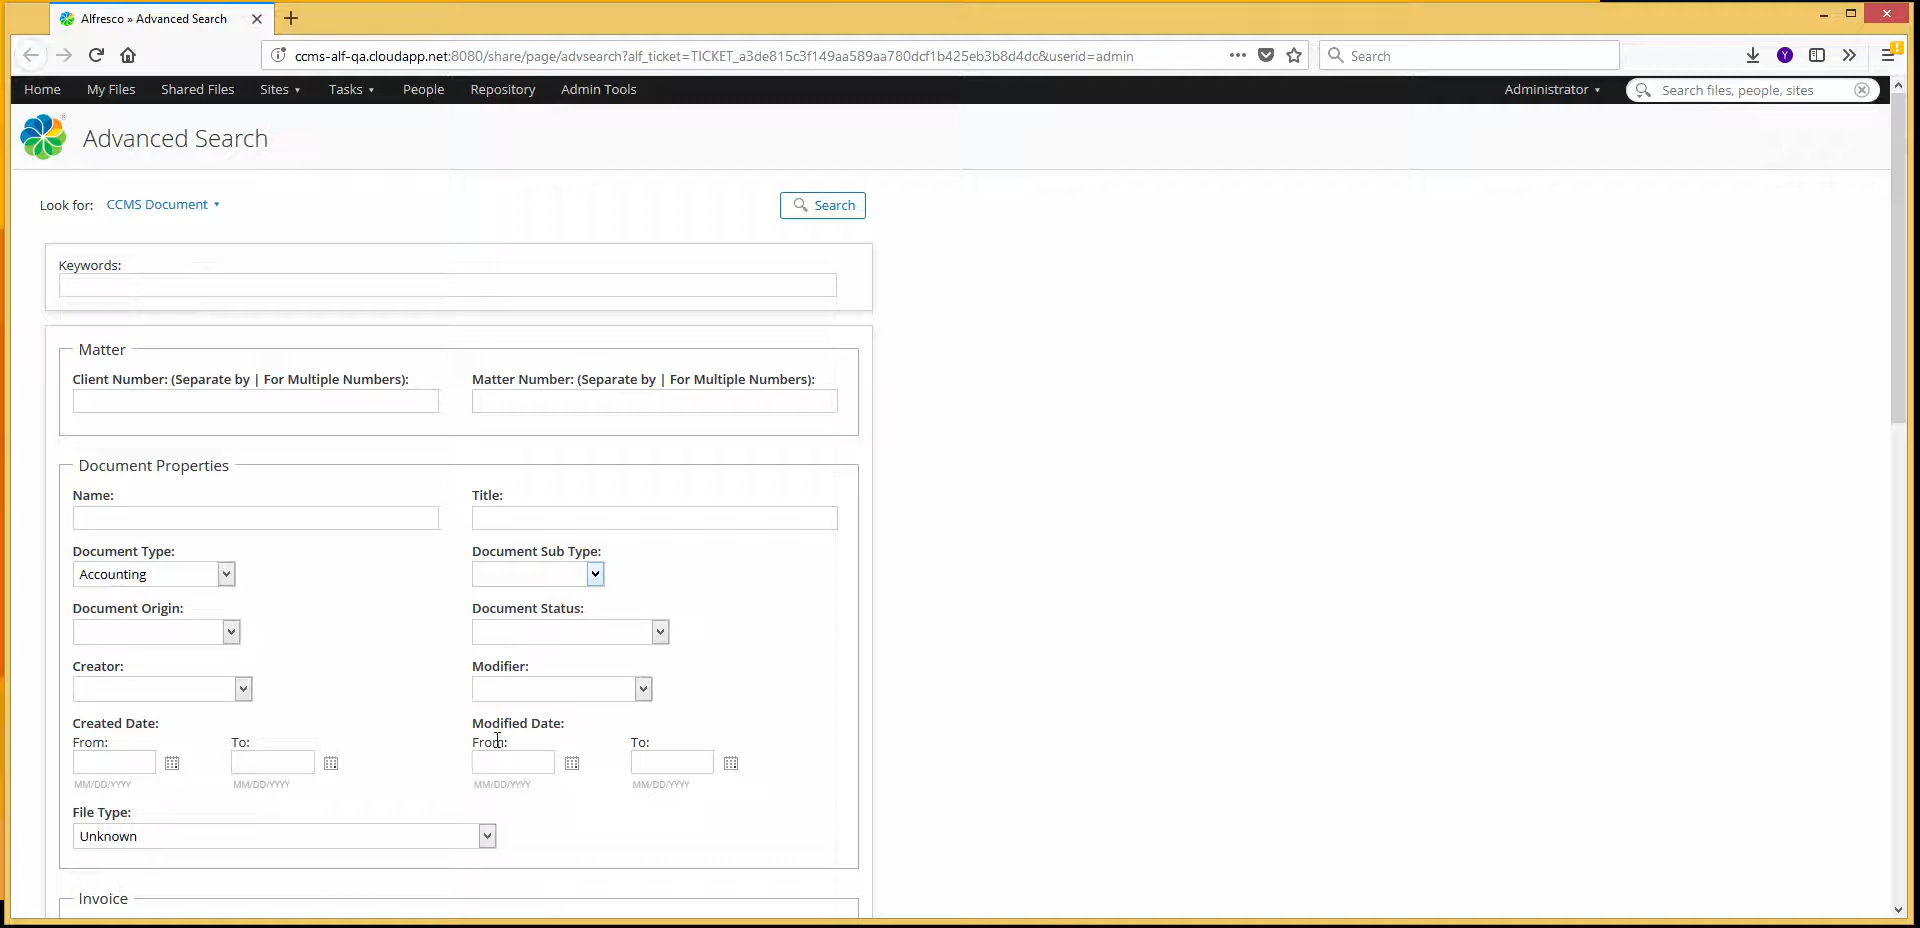 Alfresco » Advanced Search
ccms-alf-qa.cloudapp.net:8080/share/page/advsearch?alf_ticket=TICKET_a3de815c3f149aa589aa780dcf1b425eb3b8d4dc&userid=admin
Search
Y
Home My Files Shared Files Sites Tasks People Repository Admin Tools Administrator Search files, people, sites
Advanced Search
Look for: CCMS Document Search
Keywords:
Matter
Client Number: (Separate by | For Multiple Numbers): Matter Number: (Separate by | For Multiple Numbers):
Document Properties
Name: Title:
Document Type: Document Sub Type:
Accounting
Document Origin: Document Status:
Creator: Modifier:
Created Date: Modified Date:
From: To: From: To:
MM/DD/YYYY MM/DD/YYYY MM/DD/YYYY MM/DD/YYYY
File Type:
Unknown
Invoice